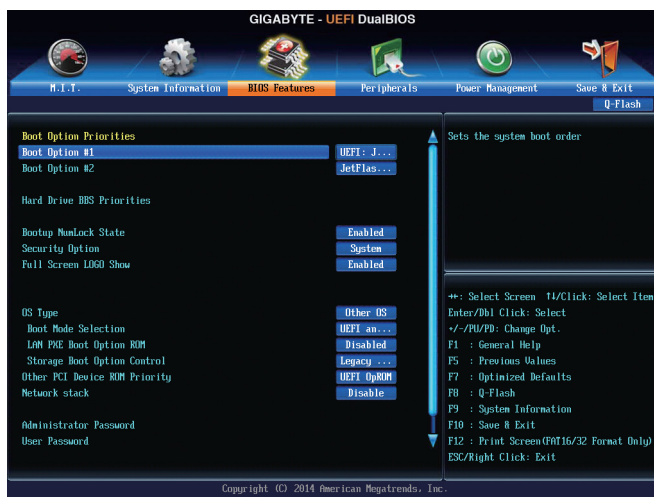 GIGABYTE - UEFI DualBIOS
M.I.T.
System Information
BIOS Features
Peripherals
Power Management
Save & Exit
Q-Flash
Boot Option Priorities
Boot Option #1 UEFI: J...
Boot Option #2 JetFlas...
Hard Drive BBS Priorities
Bootup NumLock State Enabled
Security Option System
Full Screen LOGO Show Enabled
OS Type Other OS
Boot Mode Selection UEFI an...
LAN PXE Boot Option ROM Disabled
Storage Boot Option Control Legacy ...
Other PCI Device ROM Priority UEFI OpROM
Network stack Disable
Administrator Password
User Password
Sets the system boot order
→←: Select Screen ↑↓/Click: Select Item
Enter/Dbl Click: Select
+/-/PU/PD: Change Opt.
F1 : General Help
F5 : Previous Values
F7 : Optimized Defaults
F8 : Q-Flash
F9 : System Information
F10 : Save & Exit
F12 : Print Screen(FAT16/32 Format Only)
ESC/Right Click: Exit
Copyright (C) 2014 American Megatrends, Inc.